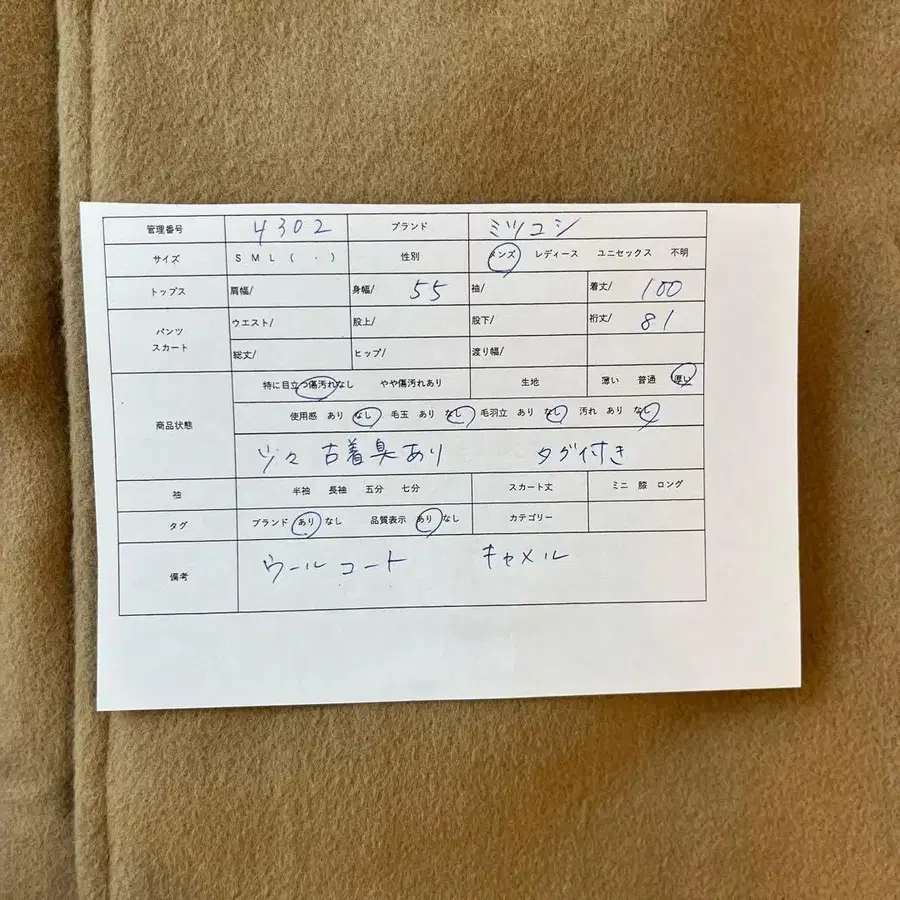 管理番号 4302 ブランド ミツコシ
サイズ S M L ( . ) 性別 メンズ レディース ユニセックス 不明
トップス 肩幅/ 身幅/ 55 袖/ 着丈/ 100
パンツ スカート ウエスト/ 股上/ 股下/ 裄丈/ 81
総丈/ ヒップ/ 渡り幅/
商品状態 特に目立つ傷汚れなし やや傷汚れあり 生地 薄い 普通 厚い
使用感 あり なし 毛玉 あり なし 毛羽立 あり なし 汚れ あり なし
少々 古着臭あり タグ付き
袖 半袖 長袖 五分 七分 スカート丈 ミニ 膝 ロング
タグ ブランド あり なし 品質表示 あり なし カテゴリー
備考 ウールコート キャメル